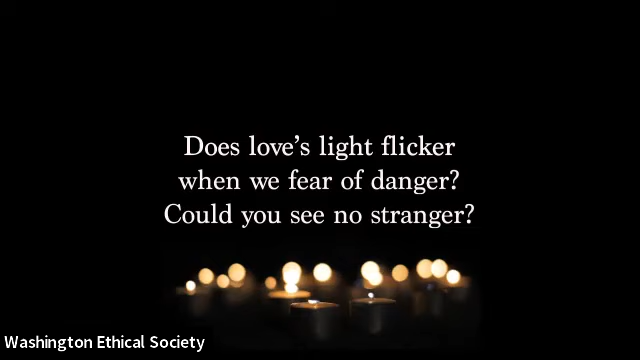 Does love’s light flicker
when we fear of danger?
Could you see no stranger?
Washington Ethical Society